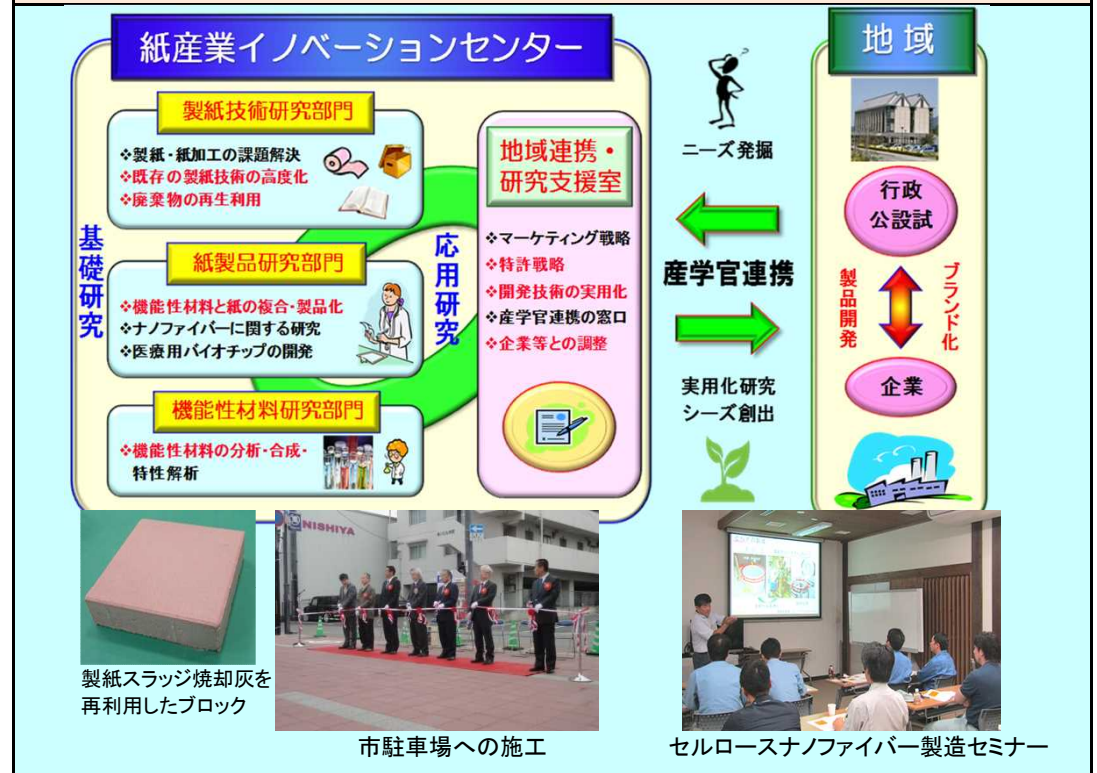 紙産業イノベーションセンター
製紙技術研究部門
❖製紙・紙加工の課題解決
❖既存の製紙技術の高度化
❖廃棄物の再生利用
基礎研究
紙製品研究部門
❖機能性材料と紙の複合・製品化
❖ナノファイバーに関する研究
❖医療用バイオチップの開発
応用研究
機能性材料研究部門
❖機能性材料の分析・合成・
特性解析
地域連携・
研究支援室
❖マーケティング戦略
❖特許戦略
❖開発技術の実用化
❖産学官連携の窓口
❖企業等との調整
ニーズ発掘
産学官連携
実用化研究
シーズ創出
地域
行政
公設試
製品開発
ブランド化
企業
NISHIYA
製紙スラッジ焼却灰を
再利用したブロック
市駐車場への施工
セルロースナノファイバー製造セミナー